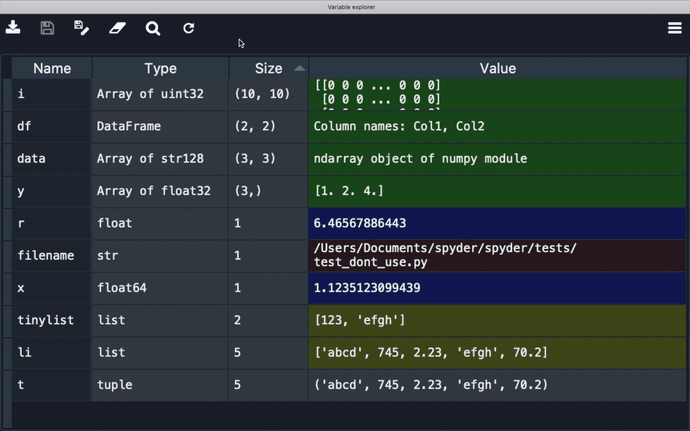 Variable explorer
Name Type Size Value
i Array of uint32 (10, 10) [[0 0 0 ... 0 0 0]
[0 0 0 ... 0 0 0]
df DataFrame (2, 2) Column names: Col1, Col2
data Array of str128 (3, 3) ndarray object of numpy module
y Array of float32 (3,) [1. 2. 4.]
r float 1 6.46567886443
filename str 1 /Users/Documents/spyder/spyder/tests/
test_dont_use.py
x float64 1 1.1235123099439
tinylist list 2 [123, 'efgh']
li list 5 ['abcd', 745, 2.23, 'efgh', 70.2]
t tuple 5 ('abcd', 745, 2.23, 'efgh', 70.2)